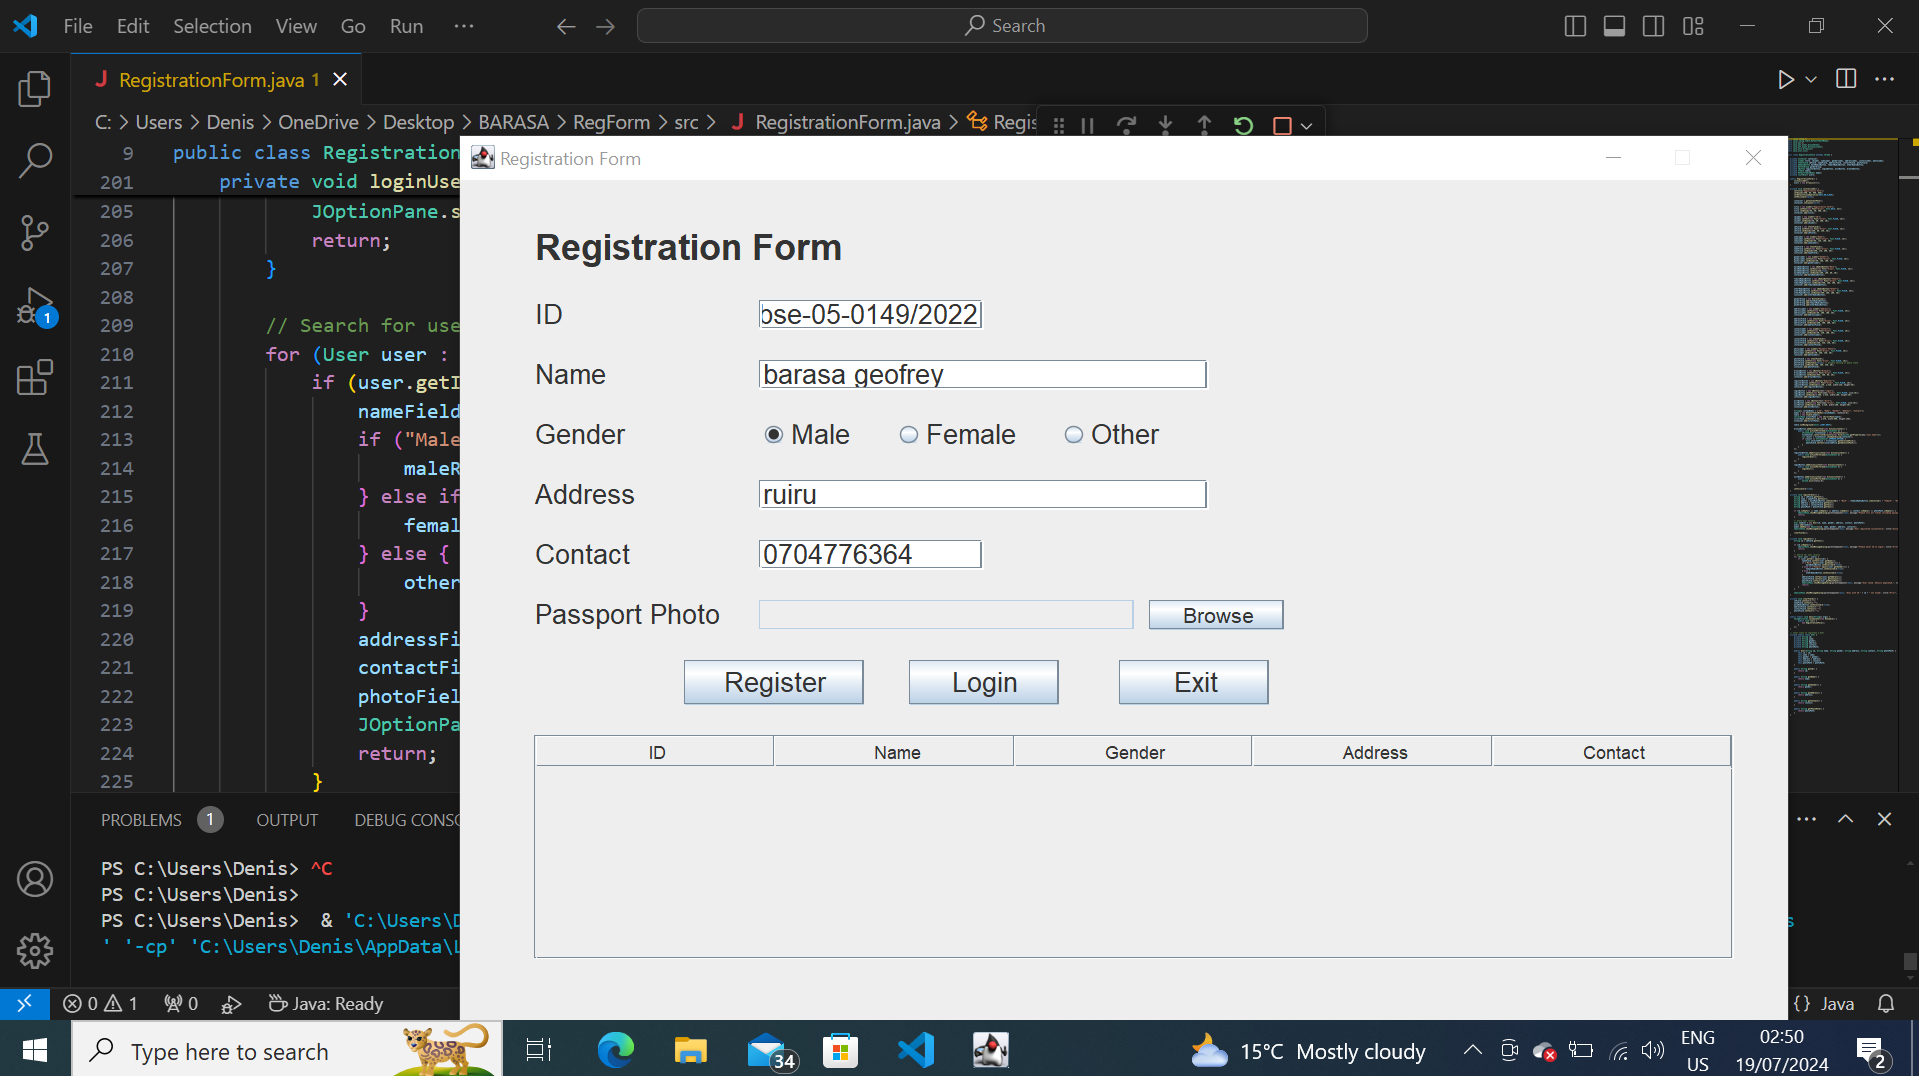 File Edit Selection View Go Run ···
Search
J RegistrationForm.java 1
C: > Users > Denis > OneDrive > Desktop > BARASA > RegForm > src > J RegistrationForm.java > Regis
9 public class Registration
201 private void loginUse
205 JOptionPane.s
206 return;
207 }
208
209 // Search for use
210 for (User user :
211 if (user.getI
212 nameField
213 if ("Male
214 maleR
215 } else if
216 femal
217 } else {
218 other
219 }
220 addressFi
221 contactFi
222 photoFiel
223 JOptionPa
224 return;
225 }
Registration Form
Registration Form
ID bse-05-0149/2022
Name barasa geofrey
Gender Male Female Other
Address ruiru
Contact 0704776364
Passport Photo Browse
Register Login Exit
ID Name Gender Address Contact
PROBLEMS 1 OUTPUT DEBUG CONSO
PS C:\Users\Denis> ^C
PS C:\Users\Denis>
PS C:\Users\Denis> & 'C:\Users\D
s
' '-cp' 'C:\Users\Denis\AppData\L
0 1 0 Java: Ready
{} Java
1
Type here to search
34
15°C Mostly cloudy
ENG
US
02:50
19/07/2024
2